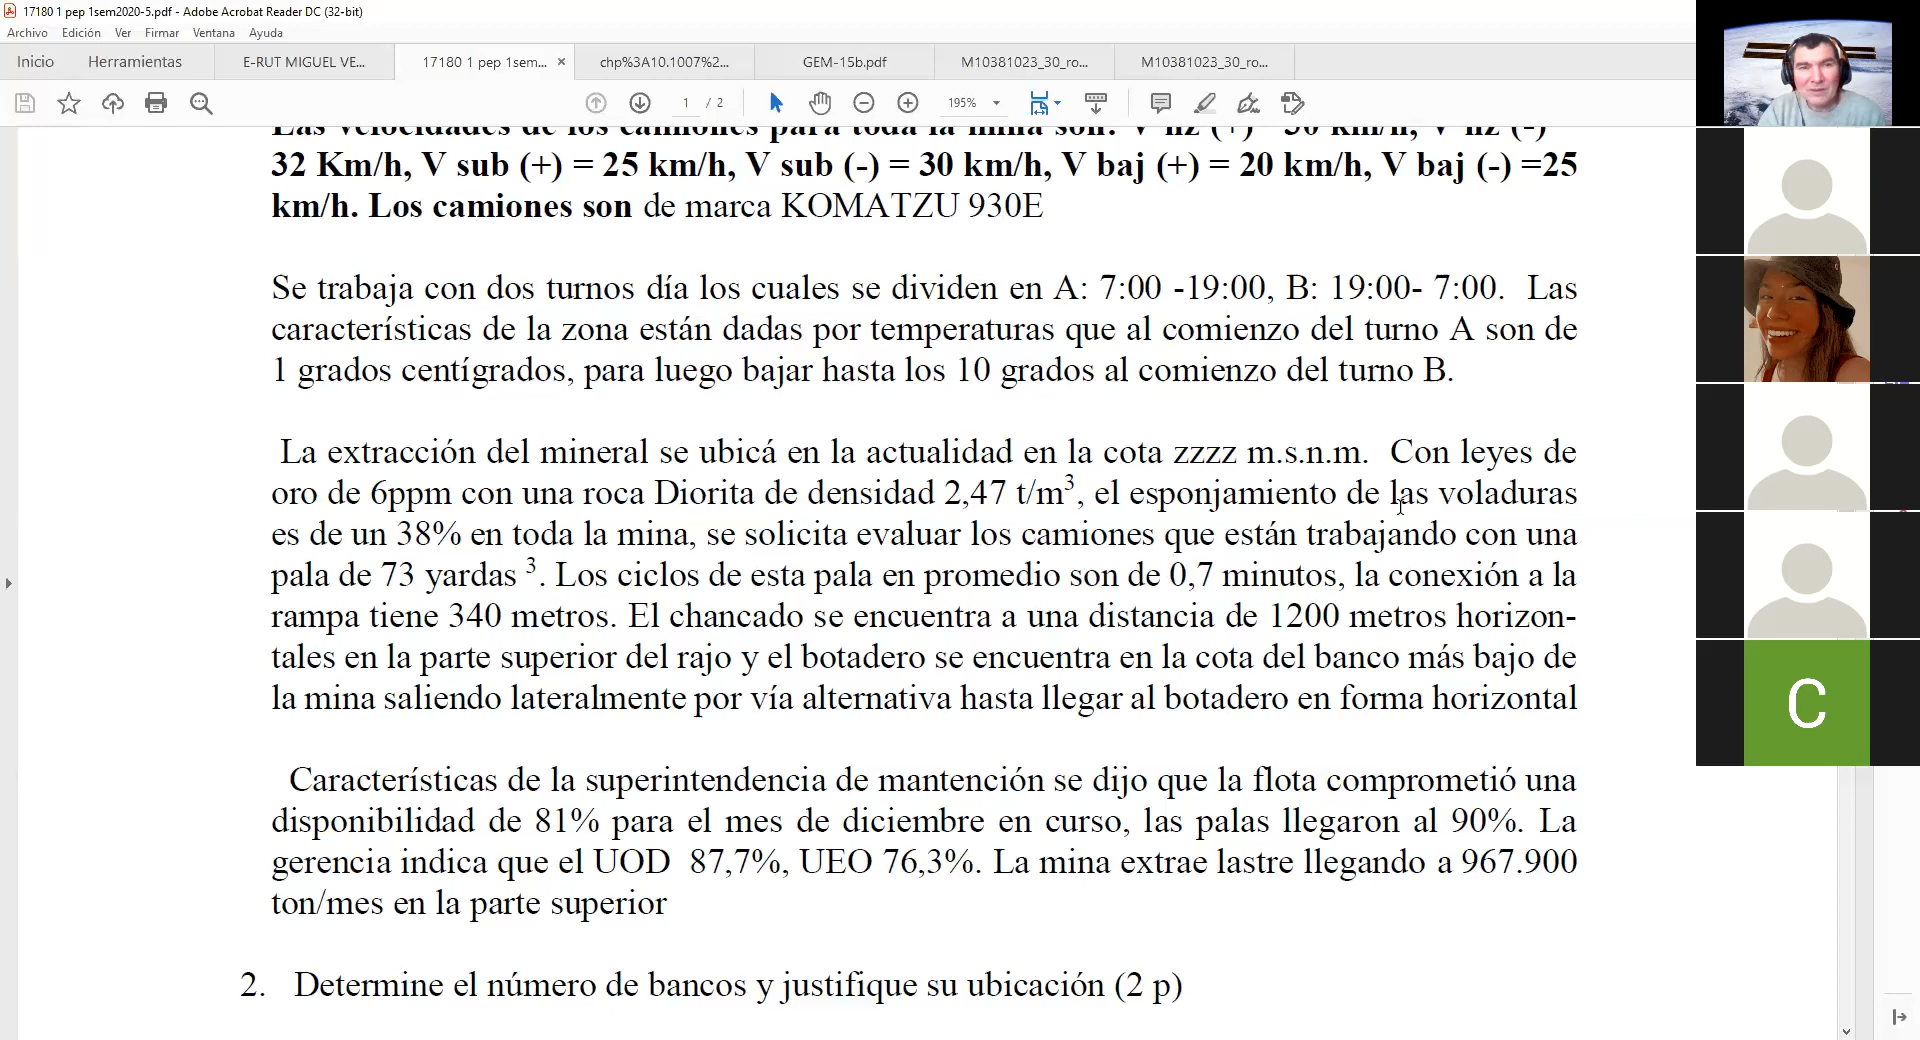 17180 1 pep 1sem2020-5.pdf - Adobe Acrobat Reader DC (32-bit)
Archivo Edición Ver Firmar Ventana Ayuda
Inicio Herramientas E-RUT MIGUEL VE... 17180 1 pep 1sem... × chp%3A10.1007%2... GEM-15b.pdf M10381023_30_ro... M10381023_30_ro...
1 / 2 195%
Las velocidades de los camiones para toda la mina son: V hz (+) 30 km/h, V hz (-)
32 Km/h, V sub (+) = 25 km/h, V sub (-) = 30 km/h, V baj (+) = 20 km/h, V baj (-) =25
km/h. Los camiones son de marca KOMATZU 930E
Se trabaja con dos turnos día los cuales se dividen en A: 7:00 -19:00, B: 19:00- 7:00. Las
características de la zona están dadas por temperaturas que al comienzo del turno A son de
1 grados centígrados, para luego bajar hasta los 10 grados al comienzo del turno B.
La extracción del mineral se ubicá en la actualidad en la cota zzzz m.s.n.m. Con leyes de
oro de 6ppm con una roca Diorita de densidad 2,47 t/m³, el esponjamiento de las voladuras
es de un 38% en toda la mina, se solicita evaluar los camiones que están trabajando con una
pala de 73 yardas ³. Los ciclos de esta pala en promedio son de 0,7 minutos, la conexión a la
rampa tiene 340 metros. El chancado se encuentra a una distancia de 1200 metros horizon-
tales en la parte superior del rajo y el botadero se encuentra en la cota del banco más bajo de
la mina saliendo lateralmente por vía alternativa hasta llegar al botadero en forma horizontal
Características de la superintendencia de mantención se dijo que la flota comprometió una
disponibilidad de 81% para el mes de diciembre en curso, las palas llegaron al 90%. La
gerencia indica que el UOD 87,7%, UEO 76,3%. La mina extrae lastre llegando a 967.900
ton/mes en la parte superior
2. Determine el número de bancos y justifique su ubicación (2 p)
C